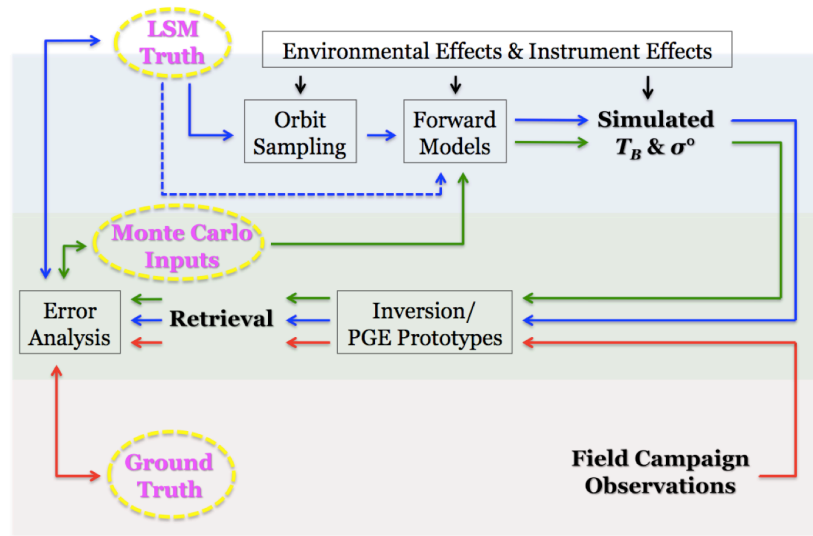 LSM
Truth
Environmental Effects & Instrument Effects
Orbit
Sampling
Forward
Models
Simulated
T_B & σ°
Monte Carlo
Inputs
Error
Analysis
Retrieval
Inversion/
PGE Prototypes
Ground
Truth
Field Campaign
Observations